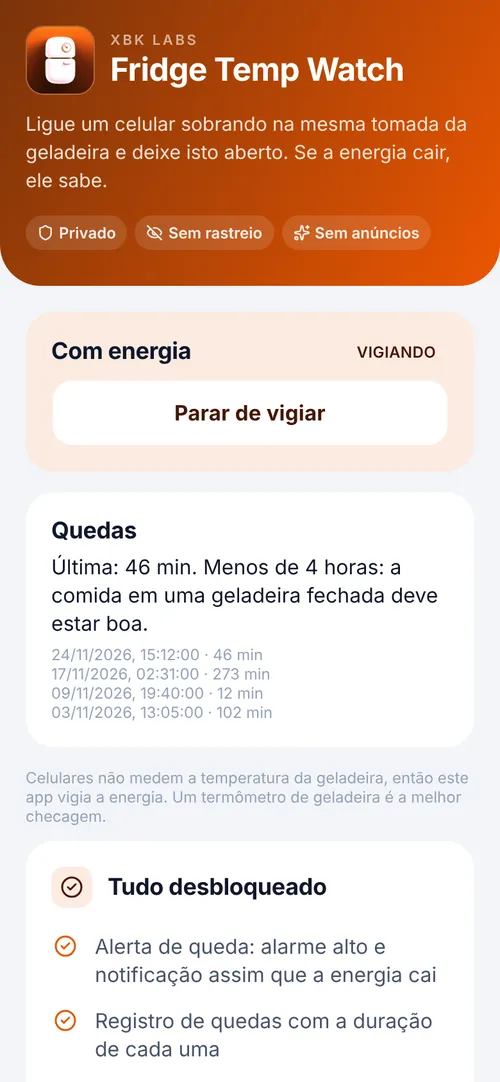 XBK LABS
Fridge Temp Watch
Ligue um celular sobrando na mesma tomada da
geladeira e deixe isto aberto. Se a energia cair,
ele sabe.
Privado
Sem rastreio
Sem anúncios
Com energia
VIGIANDO
Parar de vigiar
Quedas
Última: 46 min. Menos de 4 horas: a
comida em uma geladeira fechada deve
estar boa.
24/11/2026, 15:12:00 · 46 min
17/11/2026, 02:31:00 · 273 min
09/11/2026, 19:40:00 · 12 min
03/11/2026, 13:05:00 · 102 min
Celulares não medem a temperatura da geladeira, então este
app vigia a energia. Um termômetro de geladeira é a melhor
checagem.
Tudo desbloqueado
Alerta de queda: alarme alto e
notificação assim que a energia cai
Registro de quedas com a duração
de cada uma